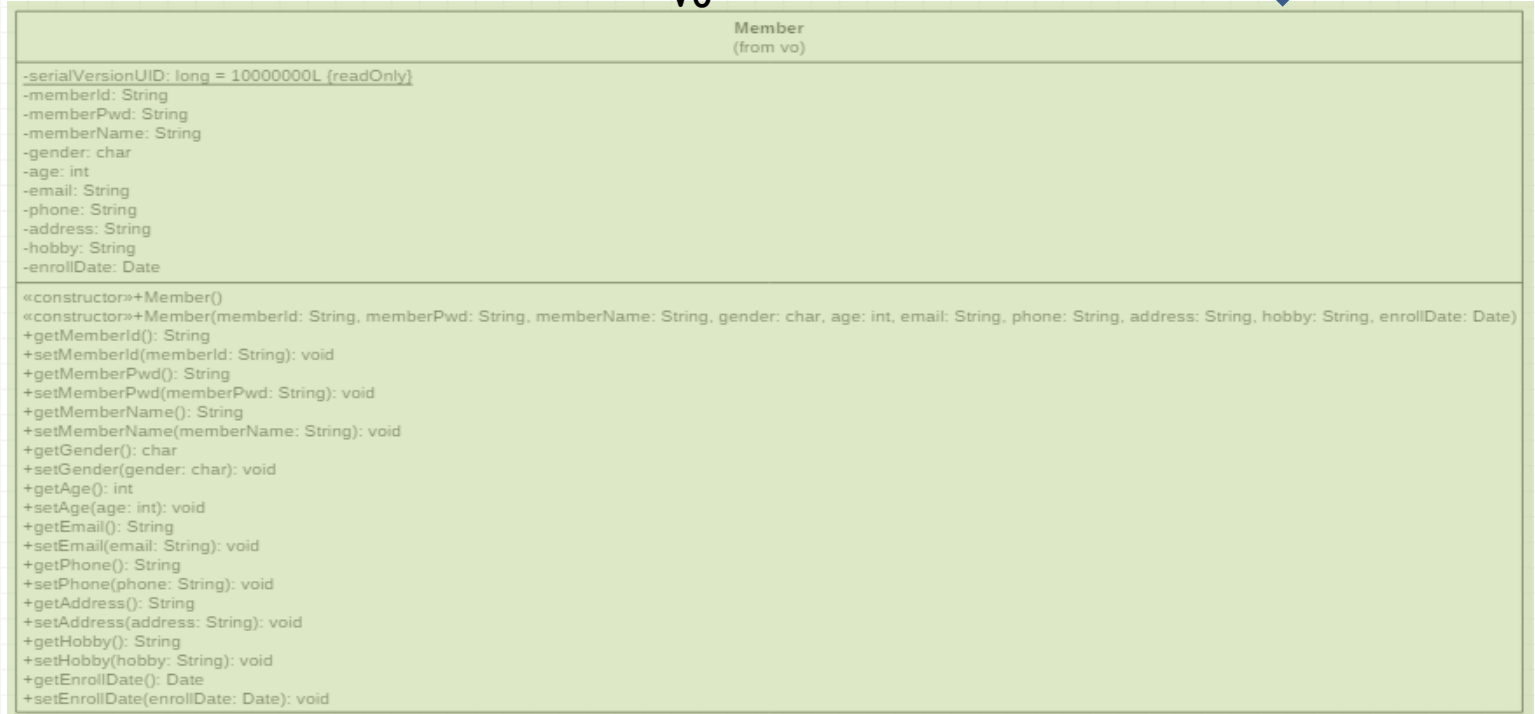 vo
Member
(from vo)
-serialVersionUID: long = 10000000L {readOnly}
-memberId: String
-memberPwd: String
-memberName: String
-gender: char
-age: int
-email: String
-phone: String
-address: String
-hobby: String
-enrollDate: Date
«constructor»+Member()
«constructor»+Member(memberId: String, memberPwd: String, memberName: String, gender: char, age: int, email: String, phone: String, address: String, hobby: String, enrollDate: Date)
+getMemberId(): String
+setMemberId(memberId: String): void
+getMemberPwd(): String
+setMemberPwd(memberPwd: String): void
+getMemberName(): String
+setMemberName(memberName: String): void
+getGender(): char
+setGender(gender: char): void
+getAge(): int
+setAge(age: int): void
+getEmail(): String
+setEmail(email: String): void
+getPhone(): String
+setPhone(phone: String): void
+getAddress(): String
+setAddress(address: String): void
+getHobby(): String
+setHobby(hobby: String): void
+getEnrollDate(): Date
+setEnrollDate(enrollDate: Date): void